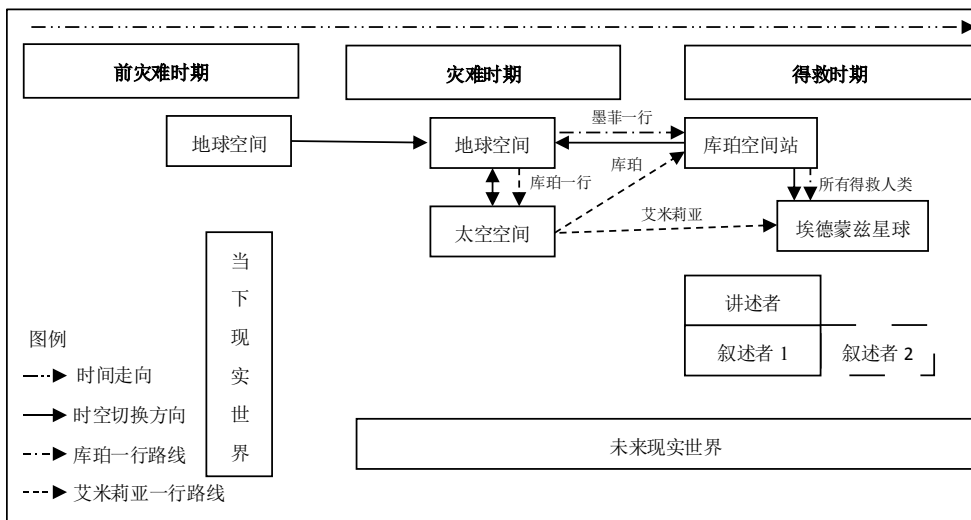 前灾难时期
灾难时期
得救时期
墨菲一行
地球空间
地球空间
库珀空间站
库珀
库珀一行
所有得救人类
艾米莉亚
太空空间
埃德蒙兹星球
当
下
现
实
世
界
讲述者
图例
叙述者 1
叙述者 2
时间走向
时空切换方向
库珀一行路线
未来现实世界
艾米莉亚一行路线